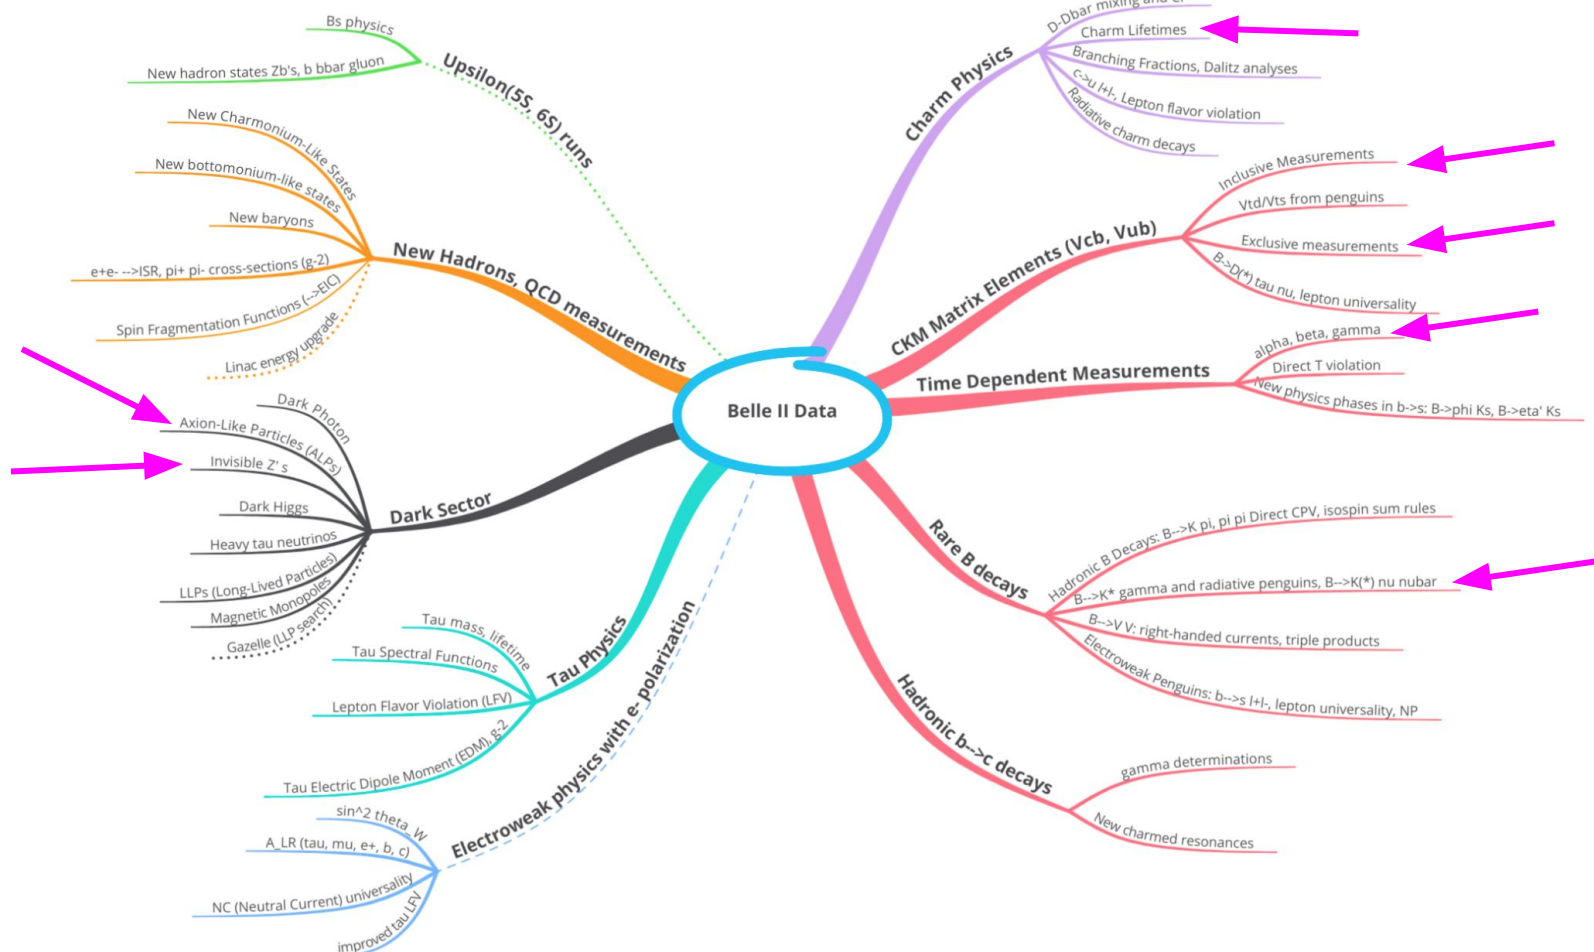 Belle II Data
Upsilon(5S, 6S) runs
Bs physics
New hadron states Zb's, b bbar gluon
New Hadrons, QCD measurements
New Charmonium-Like States
New bottomonium-like states
New baryons
e+e- -->ISR, pi+ pi- cross-sections (g-2)
Spin Fragmentation Functions (-->EIC)
Linac energy upgrade
Dark Sector
Dark Photon
Axion-Like Particles (ALPs)
Invisible Z' s
Dark Higgs
Heavy tau neutrinos
LLPs (Long-Lived Particles)
Magnetic Monopoles
Gazelle (LLP search)
Tau Physics
Tau mass, lifetime
Tau Spectral Functions
Lepton Flavor Violation (LFV)
Tau Electric Dipole Moment (EDM), g-2
Electroweak physics with e- polarization
sin^2 theta_W
A_LR (tau, mu, e+, b, c)
NC (Neutral Current) universality
improved tau LFV
Charm Physics
D-Dbar mixing and
Charm Lifetimes
Branching Fractions, Dalitz analyses
c->u l+l-, Lepton flavor violation
Radiative charm decays
CKM Matrix Elements (Vcb, Vub)
Inclusive Measurements
Vtd/Vts from penguins
Exclusive measurements
B->D(*) tau nu, lepton universality
Time Dependent Measurements
alpha, beta, gamma
Direct T violation
New physics phases in b->s: B->phi Ks, B->eta' Ks
Rare B decays
Hadronic B Decays: B-->K pi, pi pi Direct CPV, isospin sum rules
B-->K* gamma and radiative penguins, B-->K(*) nu nubar
B-->V V: right-handed currents, triple products
Electroweak Penguins: b-->s l+l-, lepton universality, NP
Hadronic b-->c decays
gamma determinations
New charmed resonances